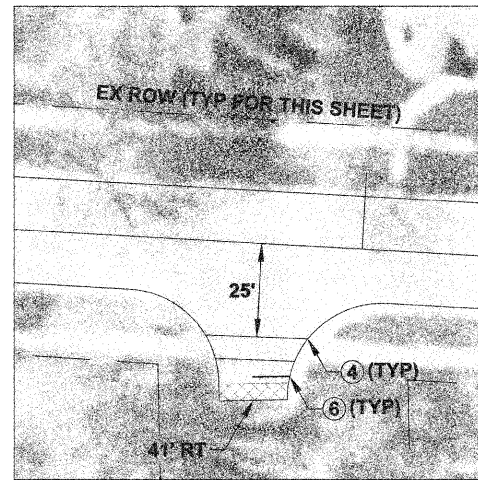 EX ROW (TYP FOR THIS SHEET)
25'
4 (TYP)
6 (TYP)
41' RT